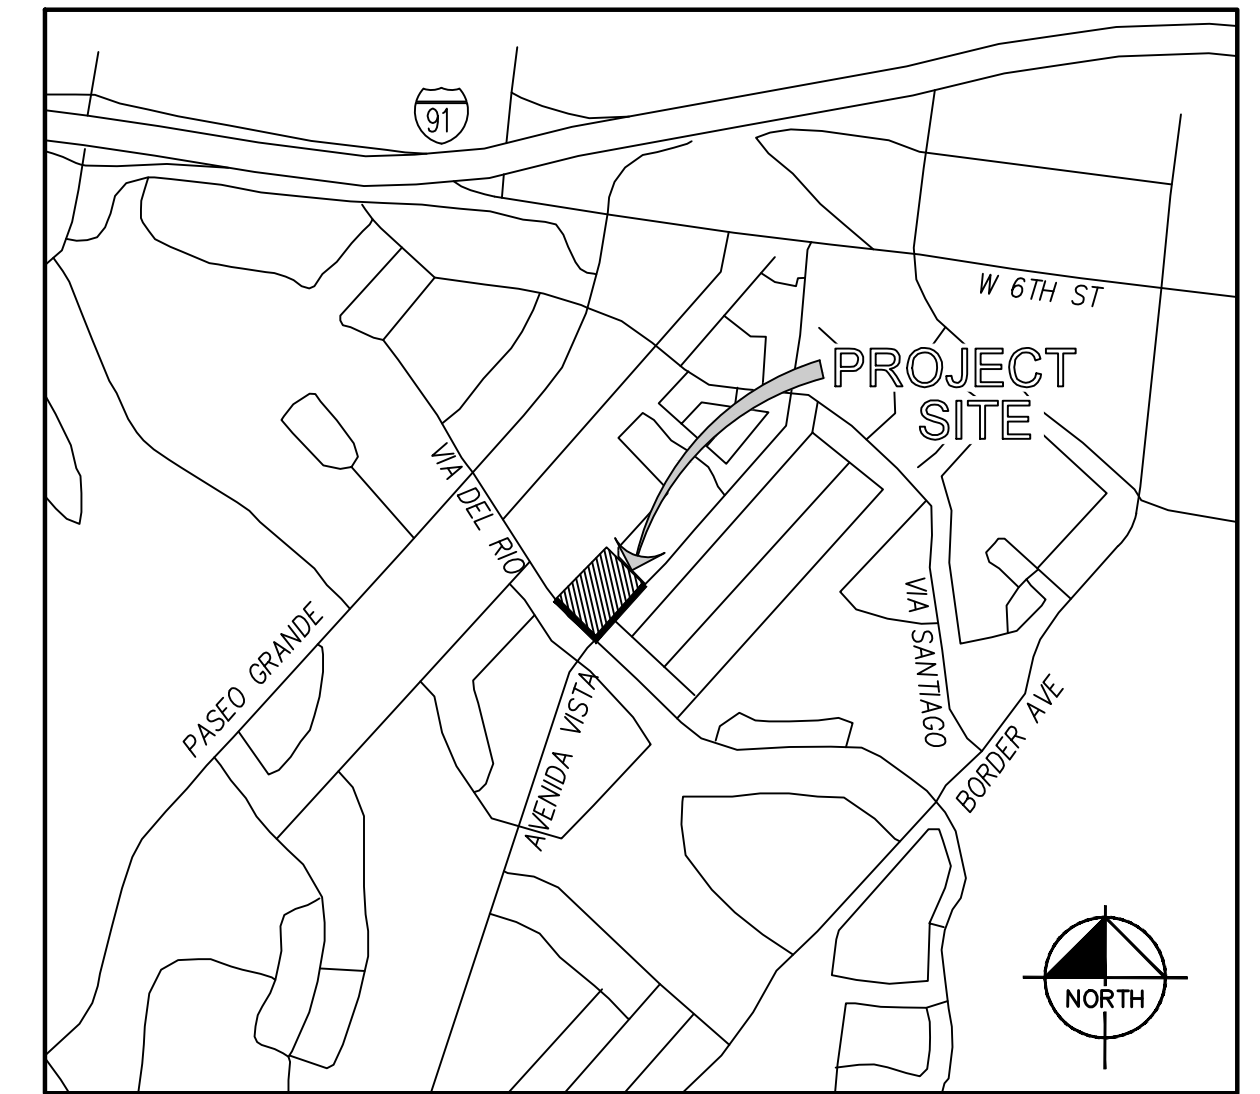 91
W 6TH ST
PROJECT
SITE
VIA DEL RIO
VIA SANTIAGO
PASEO GRANDE
AVENIDA VISTA
BORDER AVE
NORTH